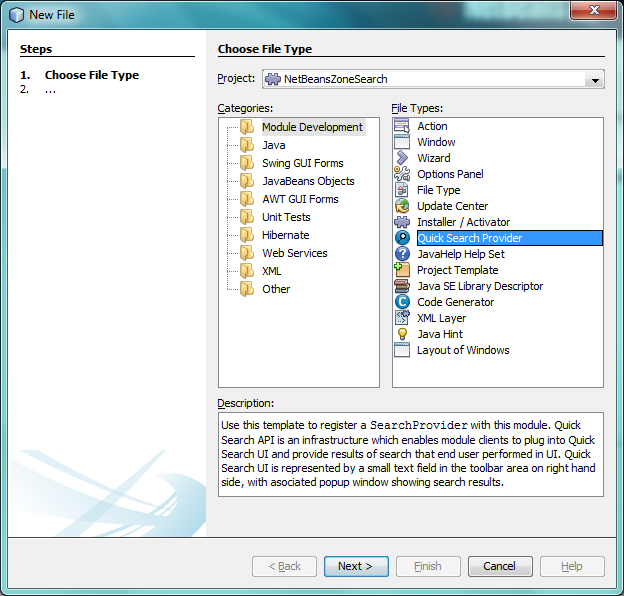 New File
Steps
1. Choose File Type
2. ...
Choose File Type
Project: NetBeansZoneSearch
Categories:
Module Development
Java
Swing GUI Forms
JavaBeans Objects
AWT GUI Forms
Unit Tests
Hibernate
Web Services
XML
Other
File Types:
Action
Window
Wizard
Options Panel
File Type
Update Center
Installer / Activator
Quick Search Provider
JavaHelp Help Set
Project Template
Java SE Library Descriptor
Code Generator
XML Layer
Java Hint
Layout of Windows
Description:
Use this template to register a SearchProvider with this module. Quick
Search API is an infrastructure which enables module clients to plug into Quick
Search UI and provide results of search that end user performed in UI. Quick
Search UI is represented by a small text field in the toolbar area on right hand
side, with asociated popup window showing search results.
< Back
Next >
Finish
Cancel
Help